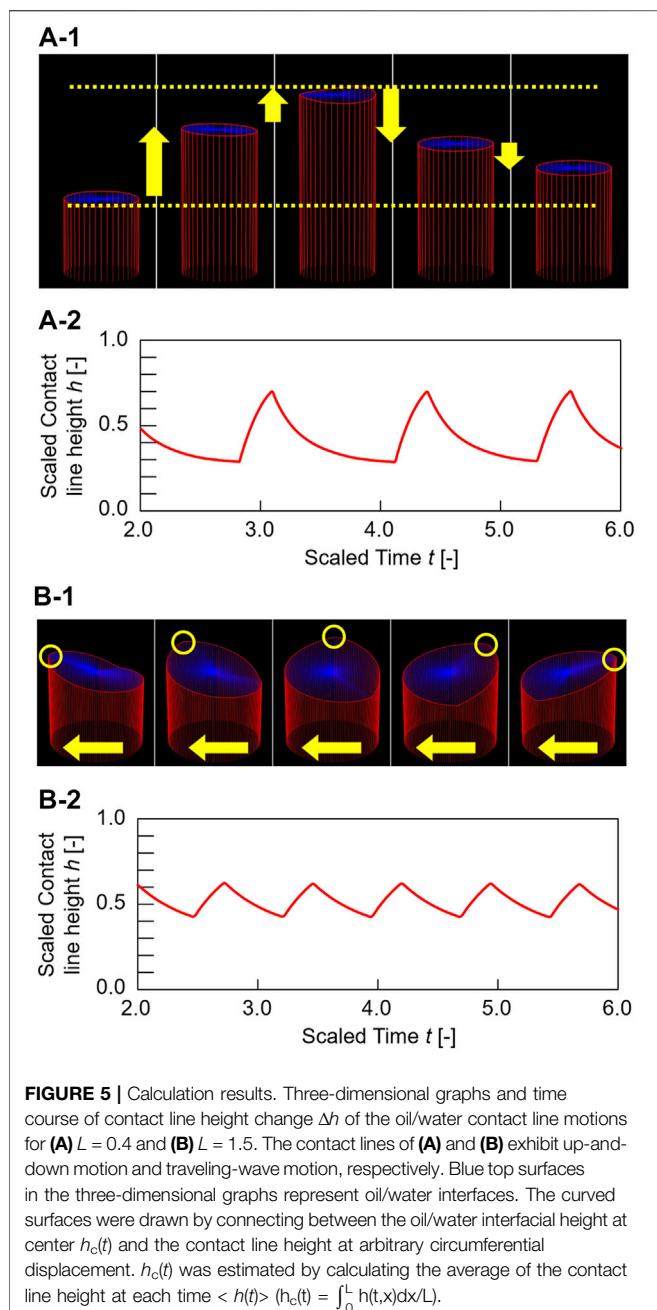 A-1
A-2
Scaled Contact
line height h [-]
1.0
0.5
0.0
2.0 3.0 4.0 5.0 6.0
Scaled Time t [-]
B-1
B-2
Scaled Contact
line height h [-]
1.0
0.5
0.0
2.0 3.0 4.0 5.0 6.0
Scaled Time t [-]
FIGURE 5 | Calculation results. Three-dimensional graphs and time
course of contact line height change Δh of the oil/water contact line motions
for (A) L = 0.4 and (B) L = 1.5. The contact lines of (A) and (B) exhibit up-and-
down motion and traveling-wave motion, respectively. Blue top surfaces
in the three-dimensional graphs represent oil/water interfaces. The curved
surfaces were drawn by connecting between the oil/water interfacial height at
center hc(t) and the contact line height at arbitrary circumferential
displacement. hc(t) was estimated by calculating the average of the contact
line height at each time < h(t)> (hc(t) = ∫₀ᴸ h(t,x)dx/L).